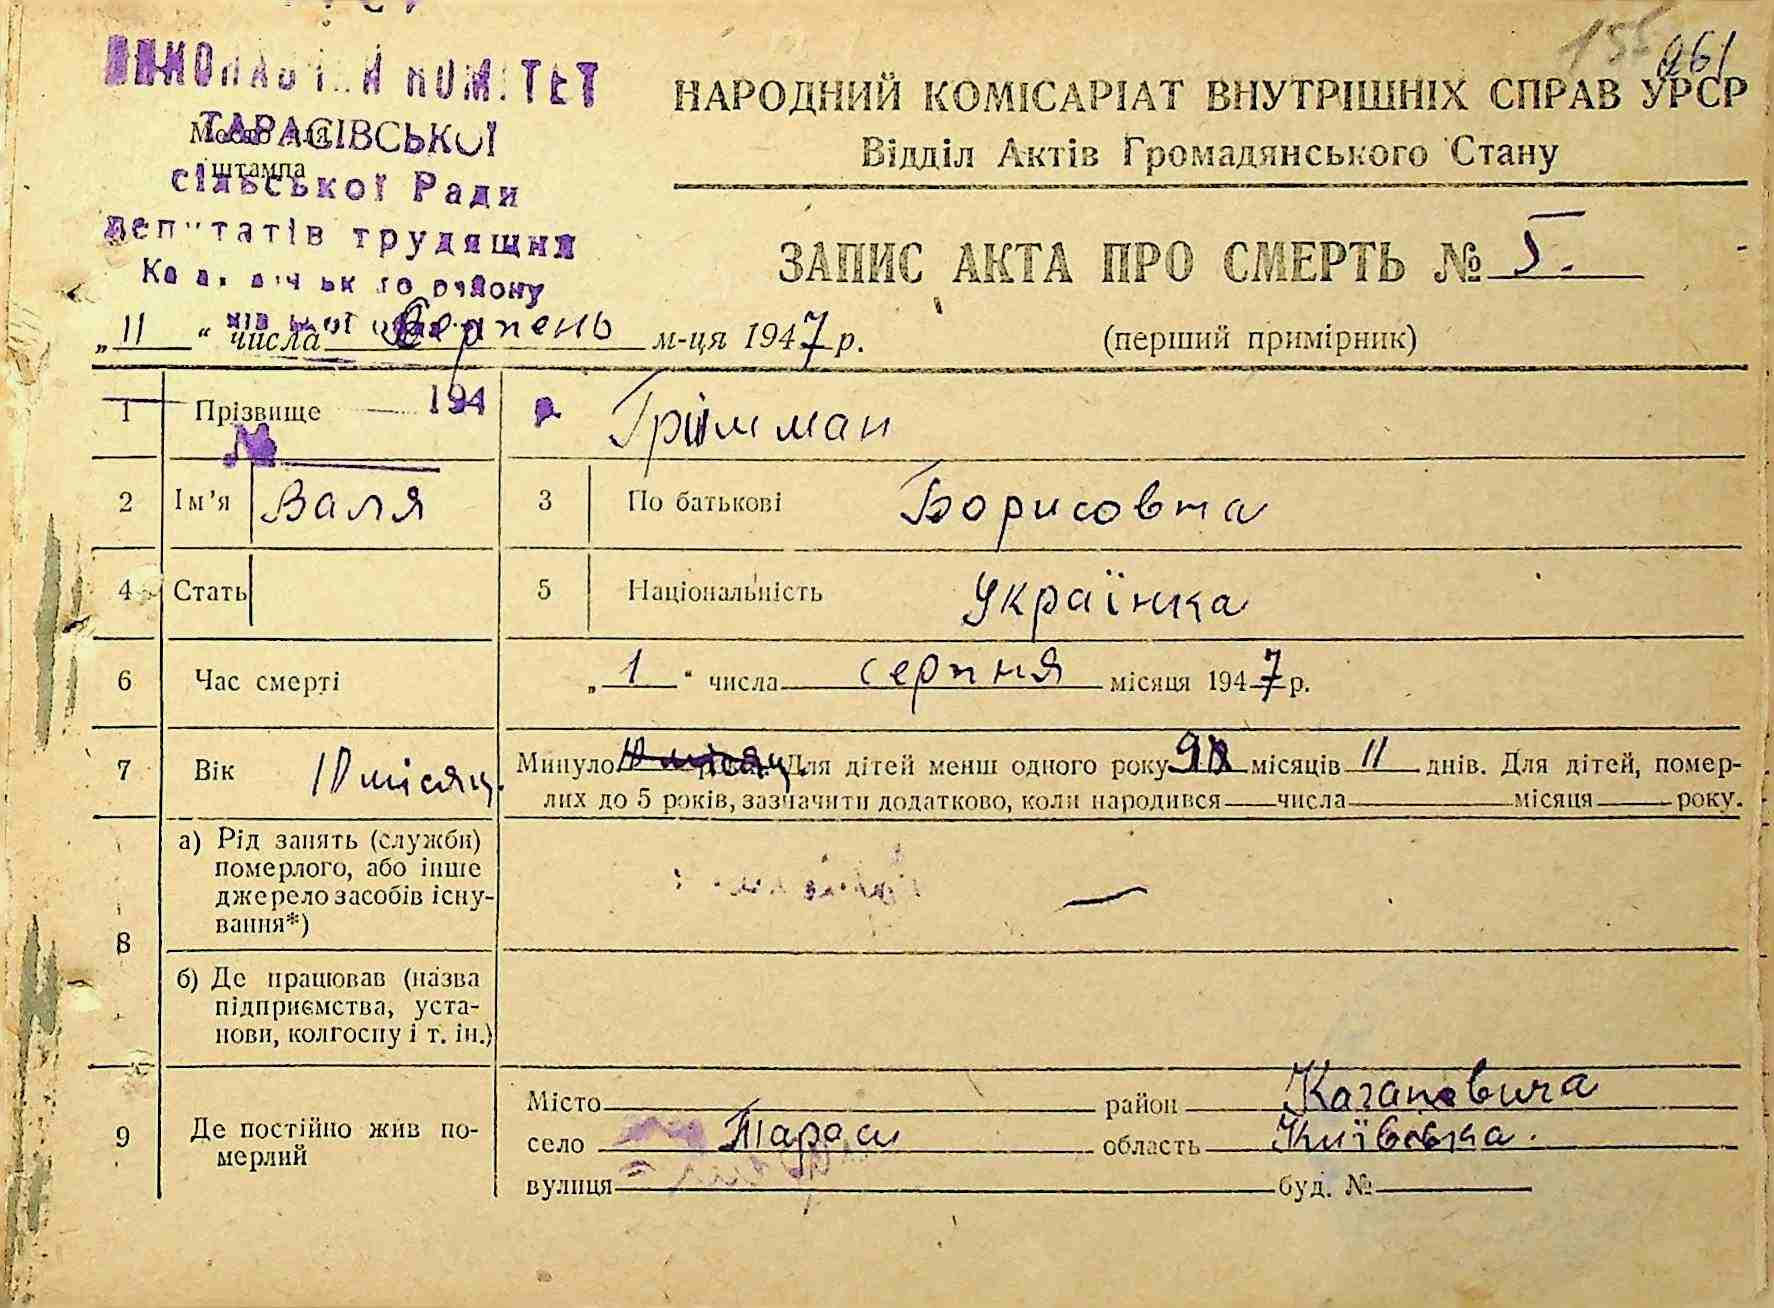 155 261
ВИКОНАВЧИЙ КОМІТЕТ
Место для штампа
ТАРАСІВСЬКОЇ
сільської Ради
депутатів трудящих
району
194
№
НАРОДНИЙ КОМІСАРІАТ ВНУТРІШНІХ СПРАВ УРСР
Відділ Актів Громадянського Стану
ЗАПИС АКТА ПРО СМЕРТЬ № 5.
„11“ числа Серпень м-ця 1947 р. (перший примірник)
1 Прізвище Грімман
2 Ім’я Валя 3 По батькові Борисовна
4 Стать 5 Національність Українка
6 Час смерті „1“ числа серпня місяця 1947 р.
7 Вік 10 місяц. Минуло 10 місяц. Для дітей менш одного року місяців 11 днів. Для дітей, помер-
лих до 5 років, зазначити додатково, коли народився числа місяця року.
8 а) Рід занять (служби)
померлого, або інше
джерело засобів існу-
вання*) —
б) Де працював (назва
підприємства, уста-
нови, колгоспу і т. ін.)
9 Де постійно жив по-
мерлий
Місто район Кагановича
село Тараси область Київська.
вулиця буд. №